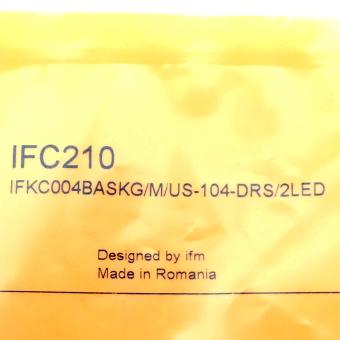 IFC210
IFKC004BASKG/M/US-104-DRS/2LED
Designed by ifm
Made in Romania